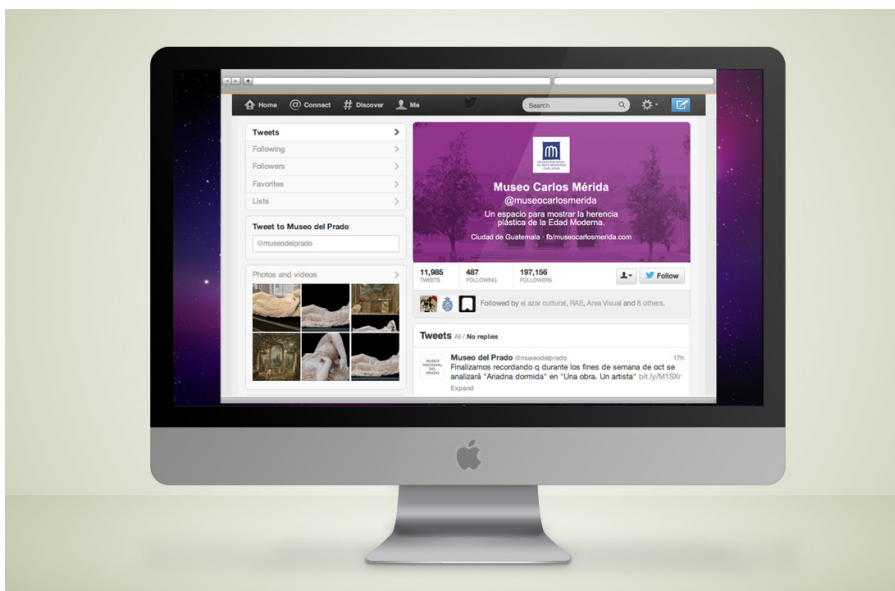 Home
Connect
Discover
Me
Search
Tweets
Following
Followers
Favorites
Lists
Tweet to Museo del Prado
@museodelprado
Photos and videos
Museo Carlos Mérida
@museocarlosmerida
Un espacio para mostrar la herencia
plástica de la Edad Moderna.
Ciudad de Guatemala · fb/museocarlosmerida.com
11,985
TWEETS
487
FOLLOWING
197,156
FOLLOWERS
Follow
Followed by el azar cultural, RAE, Area Visual and 8 others.
Tweets All / No replies
MUSEO
NACIONAL
DEL
PRADO
Museo del Prado @museodelprado 17h
Finalizamos recordando q durante los fines de semana de oct se
analizará "Ariadna dormida" en "Una obra. Un artista" bit.ly/M1SXr
Expand